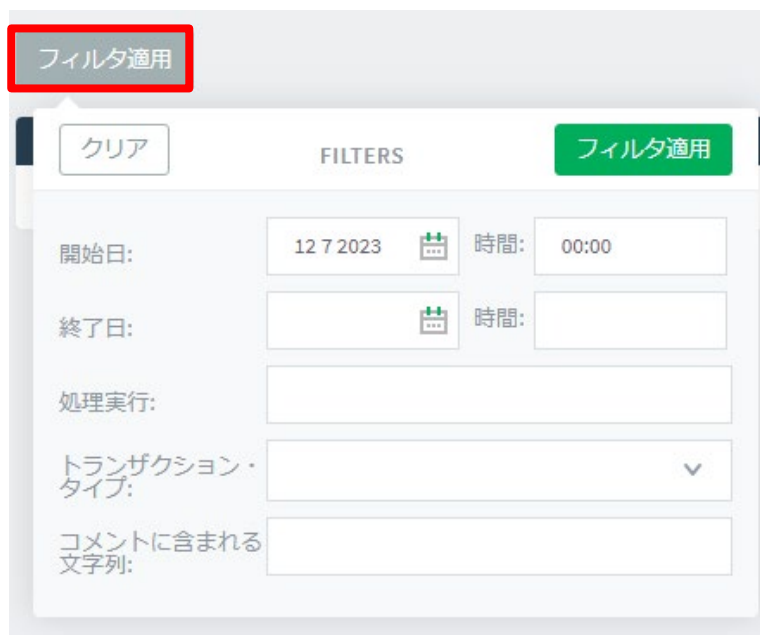 フィルタ適用
クリア
FILTERS
フィルタ適用
開始日:
12 7 2023
時間:
00:00
終了日:
時間:
処理実行:
トランザクション・
タイプ:
コメントに含まれる
文字列: